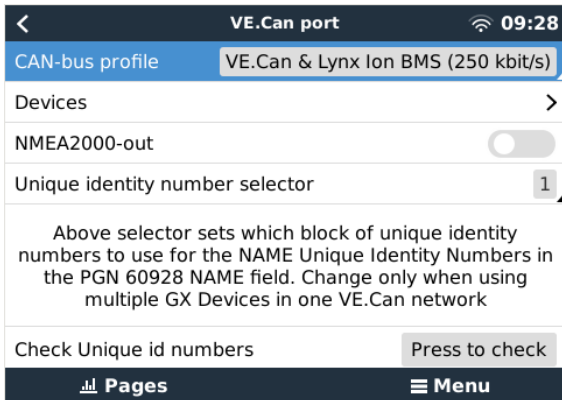 VE.Can port 09:28
CAN-bus profile VE.Can & Lynx Ion BMS (250 kbit/s)
Devices
NMEA2000-out
Unique identity number selector 1
Above selector sets which block of unique identity
numbers to use for the NAME Unique Identity Numbers in
the PGN 60928 NAME field. Change only when using
multiple GX Devices in one VE.Can network
Check Unique id numbers Press to check
Pages Menu